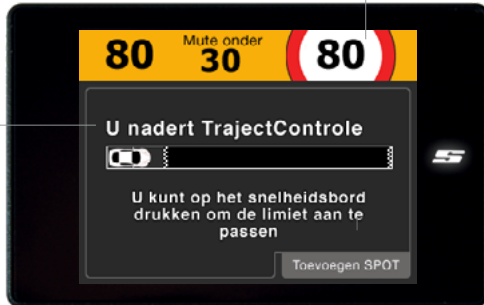 80 Mute onder 80
30
U nadert TrajectControle
U kunt op het snelheidsbord
drukken om de limiet aan te
passen
Toevoegen SPOT